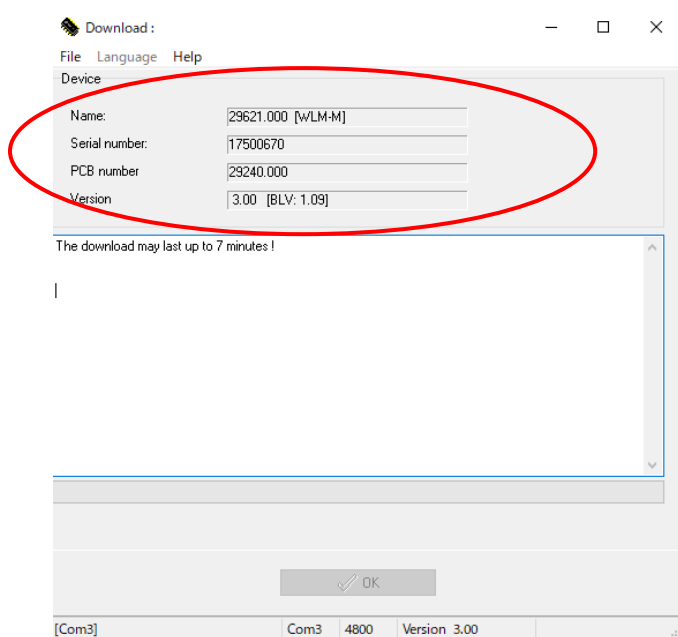 Download :
File Language Help
Device
Name: 29621.000 [WLM-M]
Serial number: 17500670
PCB number 29240.000
Version 3.00 [BLV: 1.09]
The download may last up to 7 minutes !
OK
[Com3] Com3 4800 Version 3.00